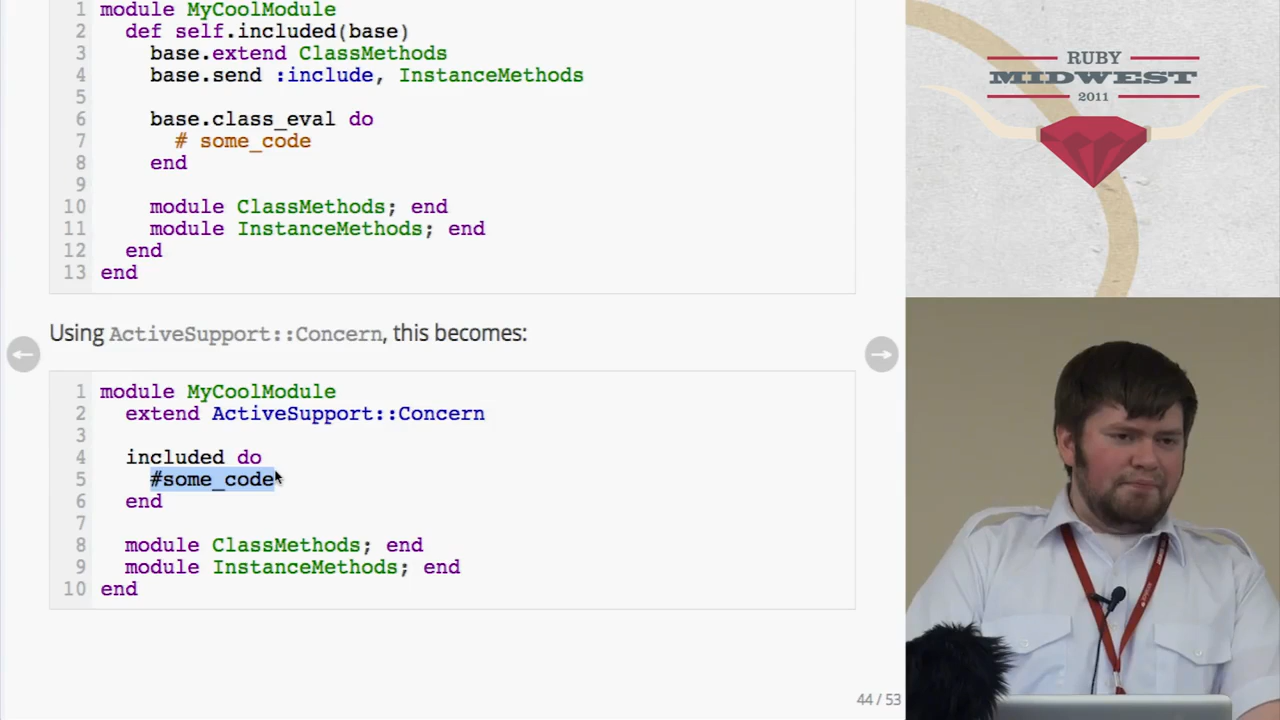 1 module MyCoolModule
2   def self.included(base)
3     base.extend ClassMethods
4     base.send :include, InstanceMethods
5
6     base.class_eval do
7       # some_code
8     end
9
10     module ClassMethods; end
11     module InstanceMethods; end
12   end
13 end
Using ActiveSupport::Concern, this becomes:
1 module MyCoolModule
2   extend ActiveSupport::Concern
3
4   included do
5     #some_code
6   end
7
8   module ClassMethods; end
9   module InstanceMethods; end
10 end
44 / 53
RUBY
MIDWEST
2011